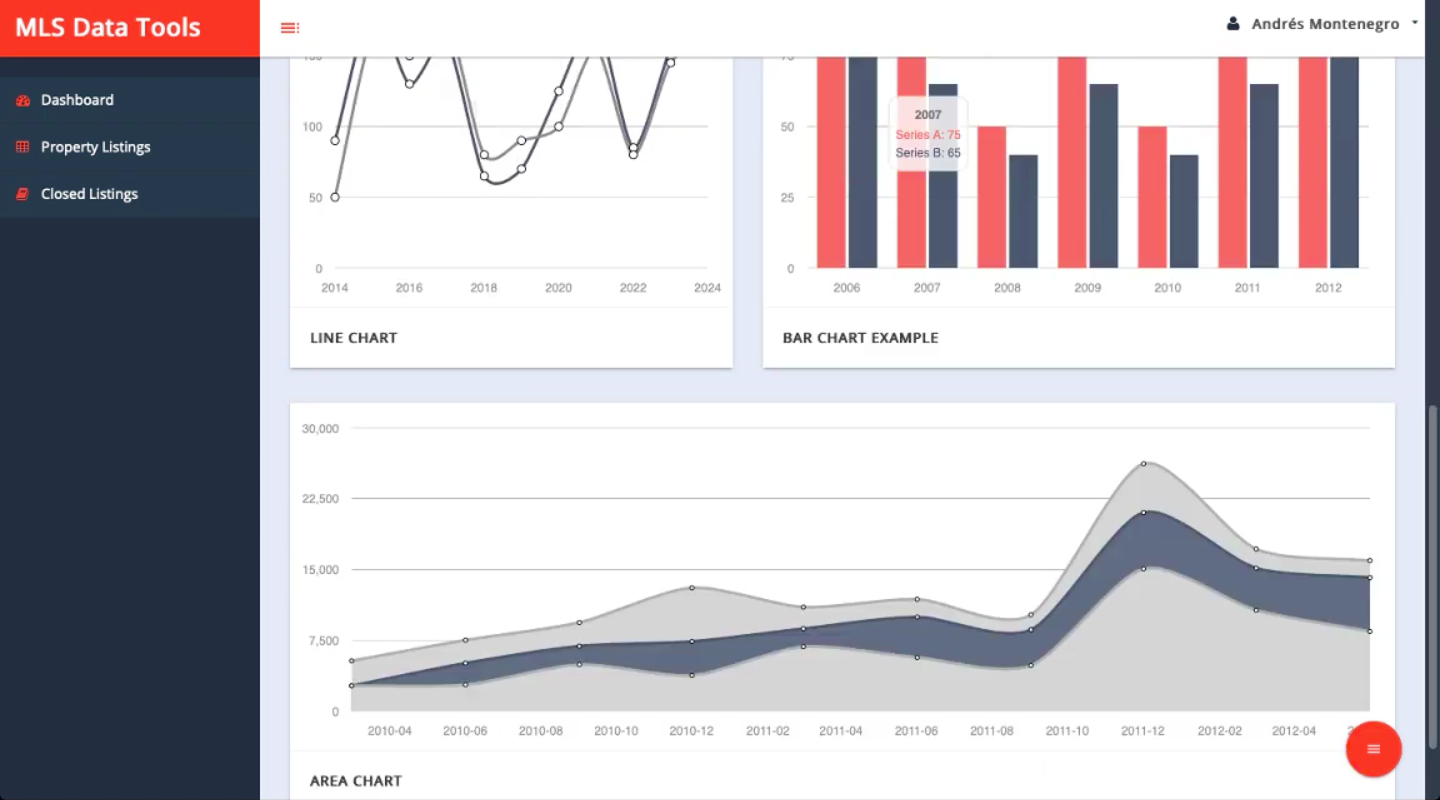 MLS Data Tools
Andrés Montenegro
Dashboard
Property Listings
Closed Listings
100
50
0
2014 2016 2018 2020 2022 2024
LINE CHART
50
25
0
2007
Series A: 75
Series B: 65
2006 2007 2008 2009 2010 2011 2012
BAR CHART EXAMPLE
30,000
22,500
15,000
7,500
0
2010-04 2010-06 2010-08 2010-10 2010-12 2011-02 2011-04 2011-06 2011-08 2011-10 2011-12 2012-02 2012-04
AREA CHART